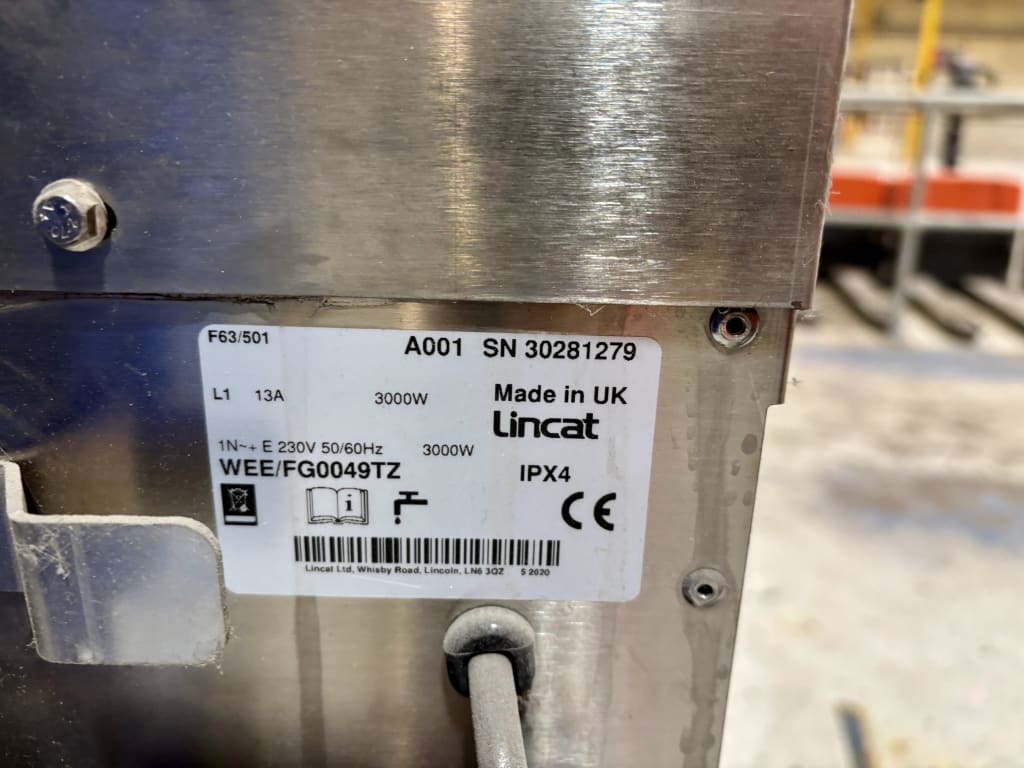 F63/501
A001 SN 30281279
L1 13A 3000W
Made in UK
Lincat
1N~+ E 230V 50/60Hz 3000W
WEE/FG0049TZ
IPX4
i
CE
Lincat Ltd, Whisby Road, Lincoln, LN6 3QZ 5 2020